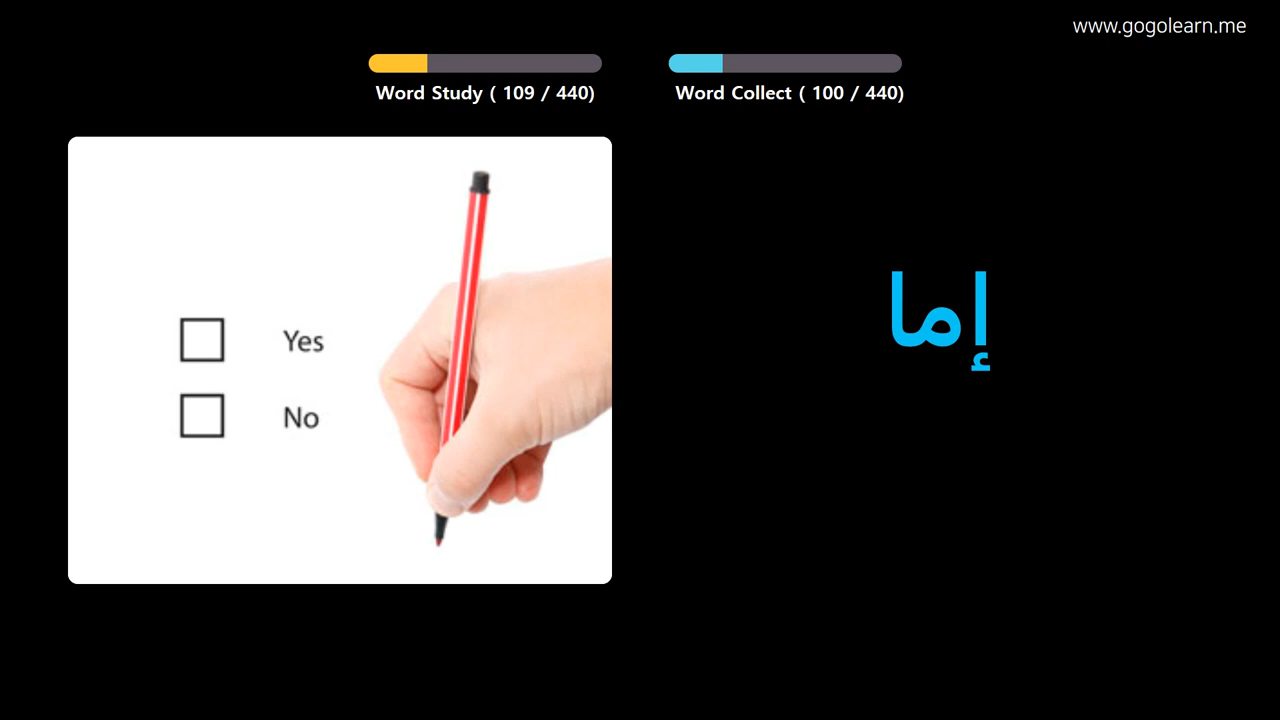 www.gogolearn.me
Word Study ( 109 / 440)
Word Collect ( 100 / 440)
Yes
No
إما